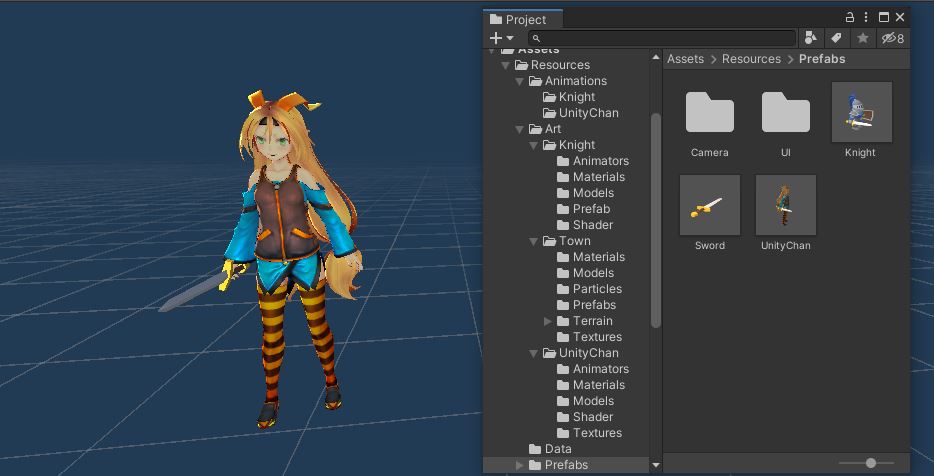 Project
8
Assets
Resources
Animations
Knight
UnityChan
Art
Knight
Animators
Materials
Models
Prefab
Shader
Town
Materials
Models
Particles
Prefabs
Terrain
Textures
UnityChan
Animators
Materials
Models
Shader
Textures
Data
Prefabs
Assets > Resources > Prefabs
Camera UI Knight
Sword UnityChan